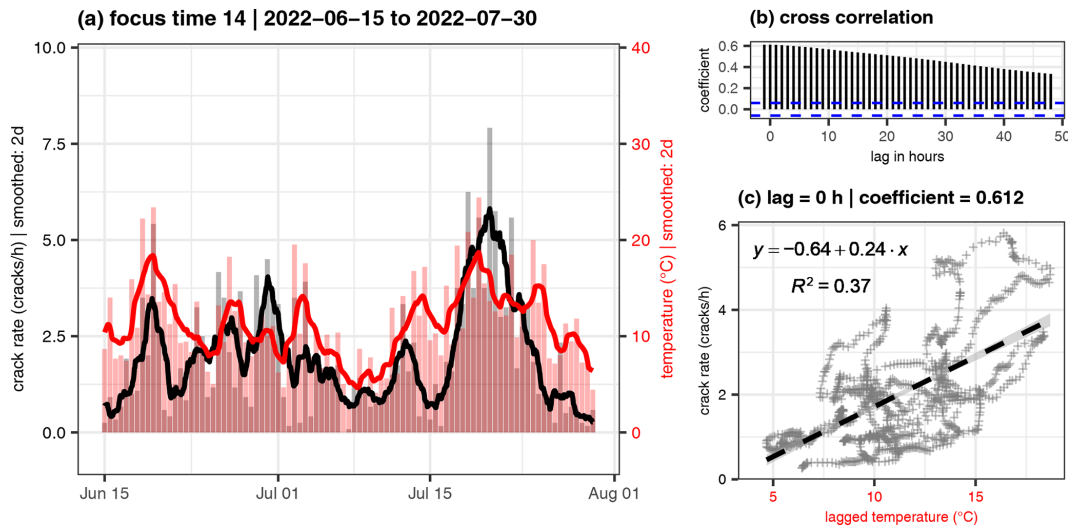 (a) focus time 14 | 2022−06−15 to 2022−07−30
10.0
7.5
5.0
2.5
0.0
crack rate (cracks/h) | smoothed: 2d
40
30
20
10
0
temperature (°C) | smoothed: 2d
Jun 15
Jul 01
Jul 15
Aug 01
(b) cross correlation
0.6
0.4
0.2
0.0
coefficient
0
10
20
30
40
50
lag in hours
(c) lag = 0 h | coefficient = 0.612
y = −0.64 + 0.24 · x
R² = 0.37
6
4
2
0
crack rate (cracks/h)
5
10
15
lagged temperature (°C)